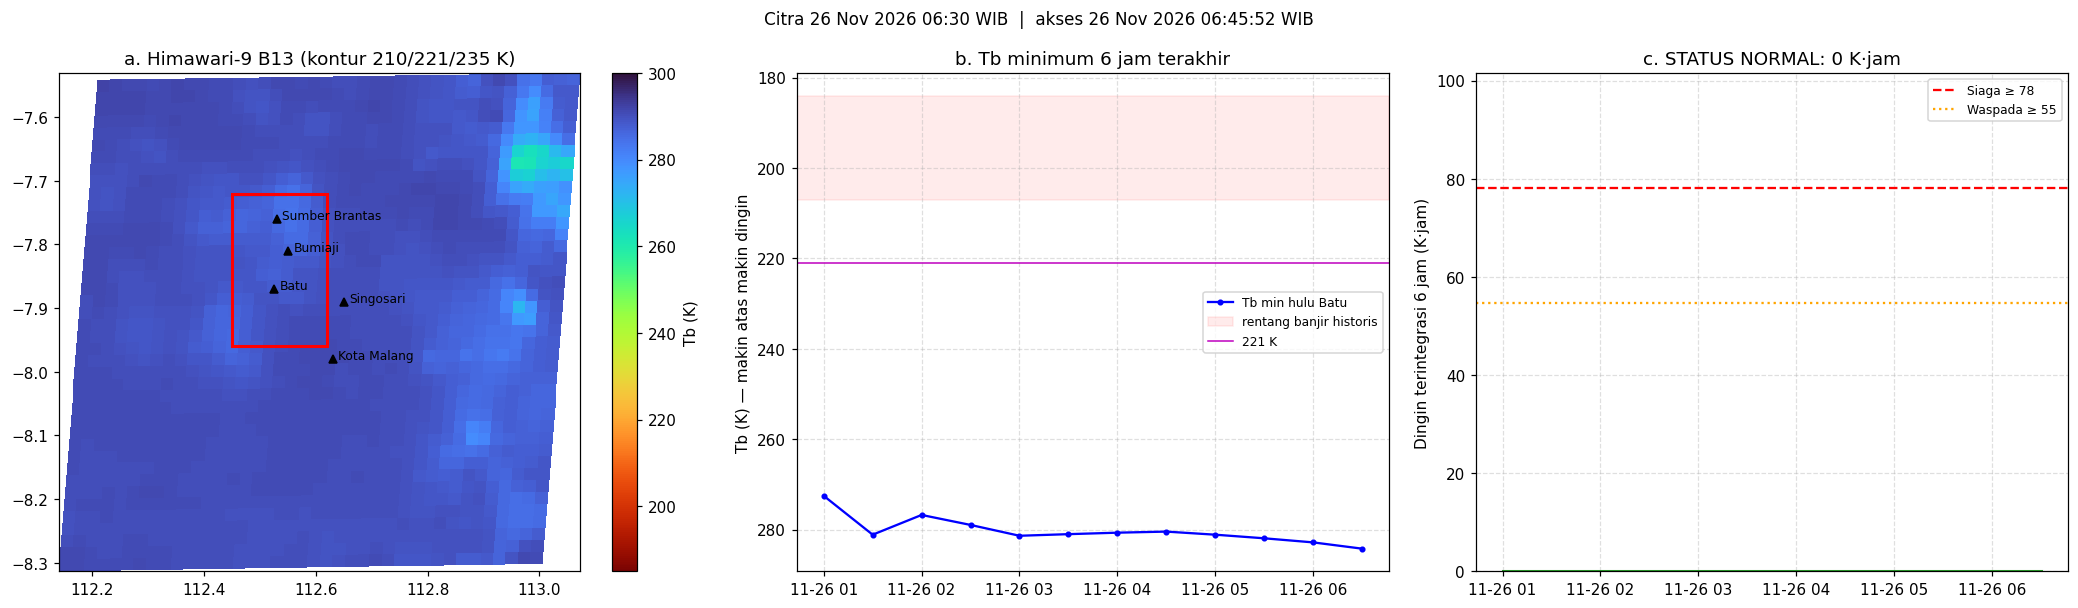 Citra 26 Nov 2026 06:30 WIB | akses 26 Nov 2026 06:45:52 WIB
a. Himawari-9 B13 (kontur 210/221/235 K)
−7.6
−7.7
−7.8
−7.9
−8.0
−8.1
−8.2
−8.3
112.2
112.4
112.6
112.8
113.0
Sumber Brantas
Bumiaji
Batu
Singosari
Kota Malang
300
280
260
240
220
200
Tb (K)
b. Tb minimum 6 jam terakhir
Tb (K) — makin atas makin dingin
180
200
220
240
260
280
Tb min hulu Batu
rentang banjir historis
221 K
11-26 01
11-26 02
11-26 03
11-26 04
11-26 05
11-26 06
c. STATUS NORMAL: 0 K·jam
Dingin terintegrasi 6 jam (K·jam)
100
80
60
40
20
0
Siaga ≥ 78
Waspada ≥ 55
11-26 01
11-26 02
11-26 03
11-26 04
11-26 05
11-26 06